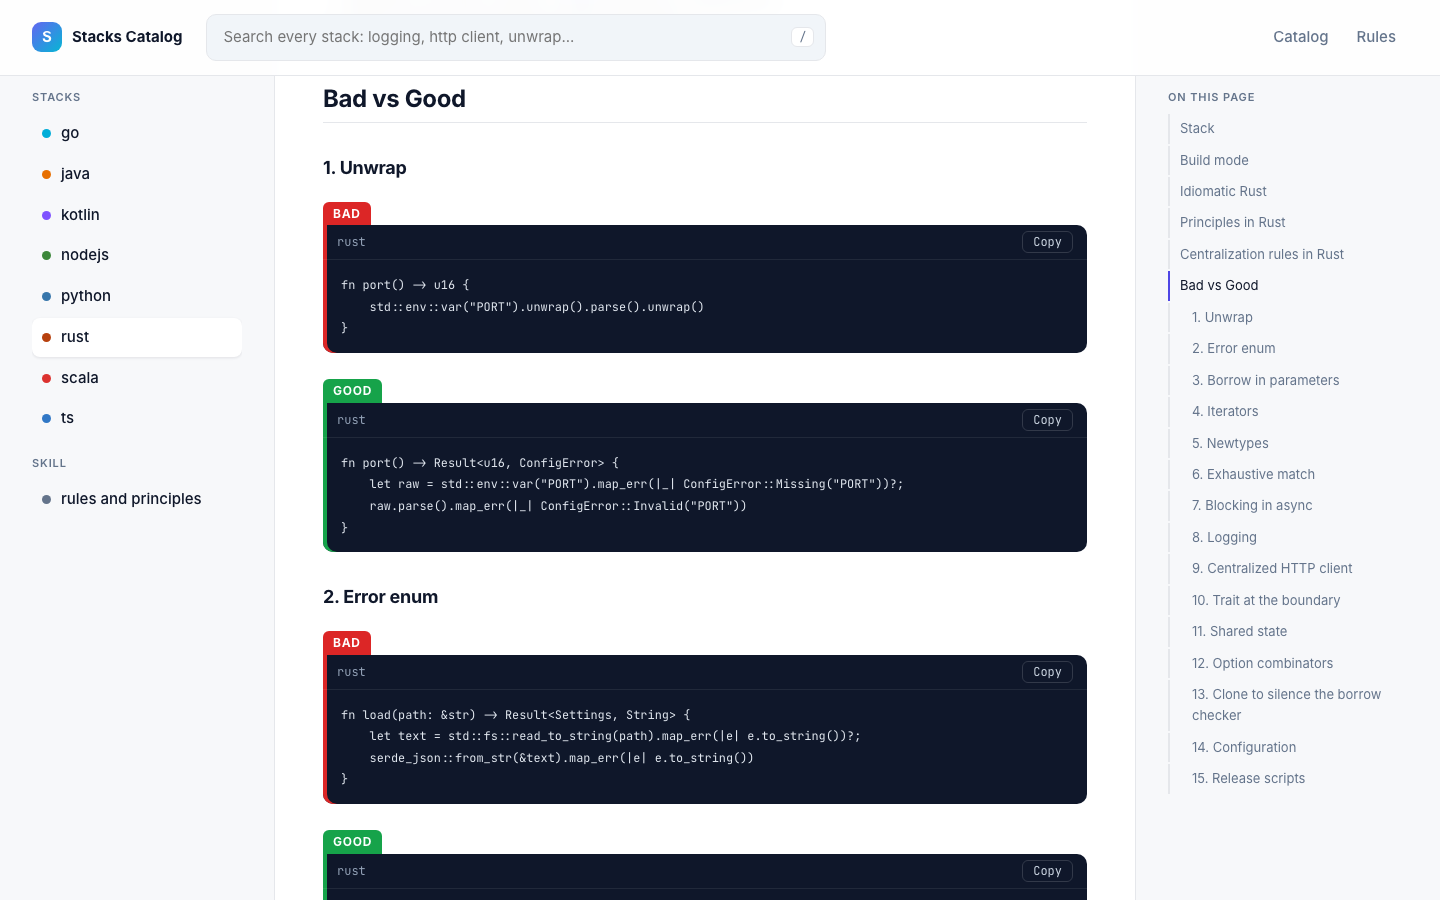 S
Stacks Catalog
Search every stack: logging, http client, unwrap...
/
Catalog
Rules
STACKS
go
java
kotlin
nodejs
python
rust
scala
ts
SKILL
rules and principles
Bad vs Good
1. Unwrap
BAD
rust
Copy
fn port() -> u16 {
    std::env::var("PORT").unwrap().parse().unwrap()
}
GOOD
rust
Copy
fn port() -> Result<u16, ConfigError> {
    let raw = std::env::var("PORT").map_err(|_| ConfigError::Missing("PORT"))?;
    raw.parse().map_err(|_| ConfigError::Invalid("PORT"))
}
2. Error enum
BAD
rust
Copy
fn load(path: &str) -> Result<Settings, String> {
    let text = std::fs::read_to_string(path).map_err(|e| e.to_string())?;
    serde_json::from_str(&text).map_err(|e| e.to_string())
}
GOOD
rust
Copy
ON THIS PAGE
Stack
Build mode
Idiomatic Rust
Principles in Rust
Centralization rules in Rust
Bad vs Good
1. Unwrap
2. Error enum
3. Borrow in parameters
4. Iterators
5. Newtypes
6. Exhaustive match
7. Blocking in async
8. Logging
9. Centralized HTTP client
10. Trait at the boundary
11. Shared state
12. Option combinators
13. Clone to silence the borrow
checker
14. Configuration
15. Release scripts